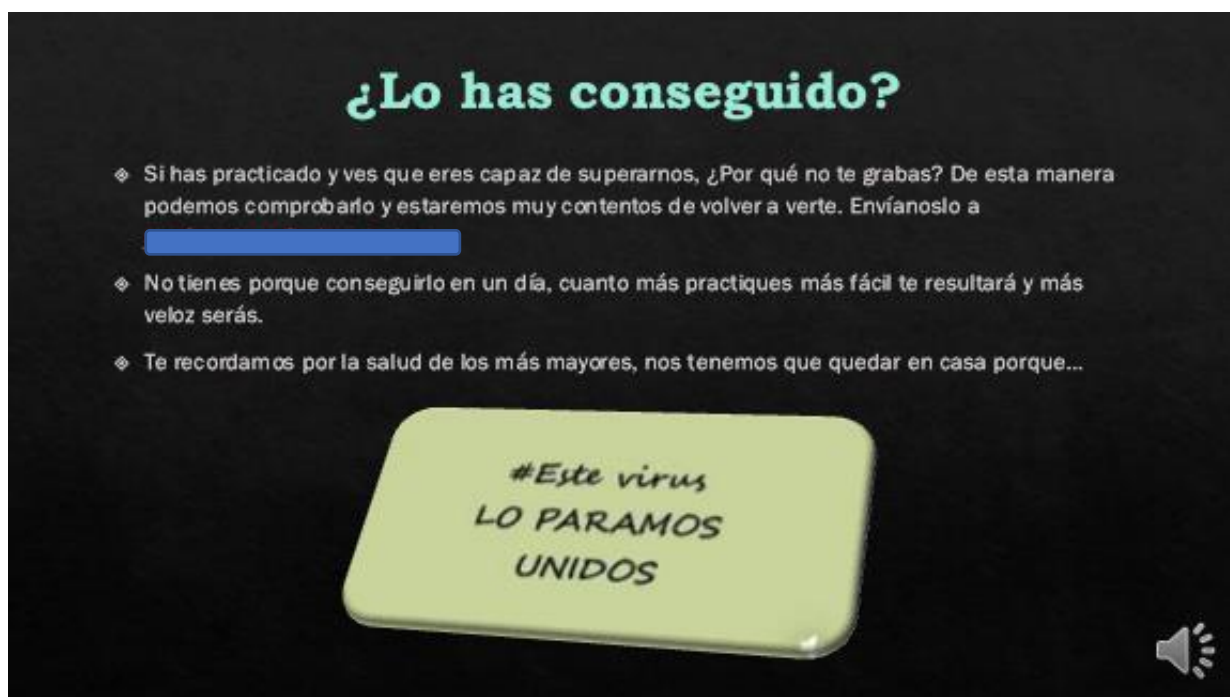 ¿Lo has conseguido?
Si has practicado y ves que eres capaz de superarnos, ¿Por qué no te grabas? De esta manera
podemos comprobarlo y estaremos muy contentos de volver a verte. Envíanoslo a
No tienes porque conseguirlo en un día, cuanto más practiques más fácil te resultará y más
veloz serás.
Te recordamos por la salud de los más mayores, nos tenemos que quedar en casa porque...
#Este virus
LO PARAMOS
UNIDOS